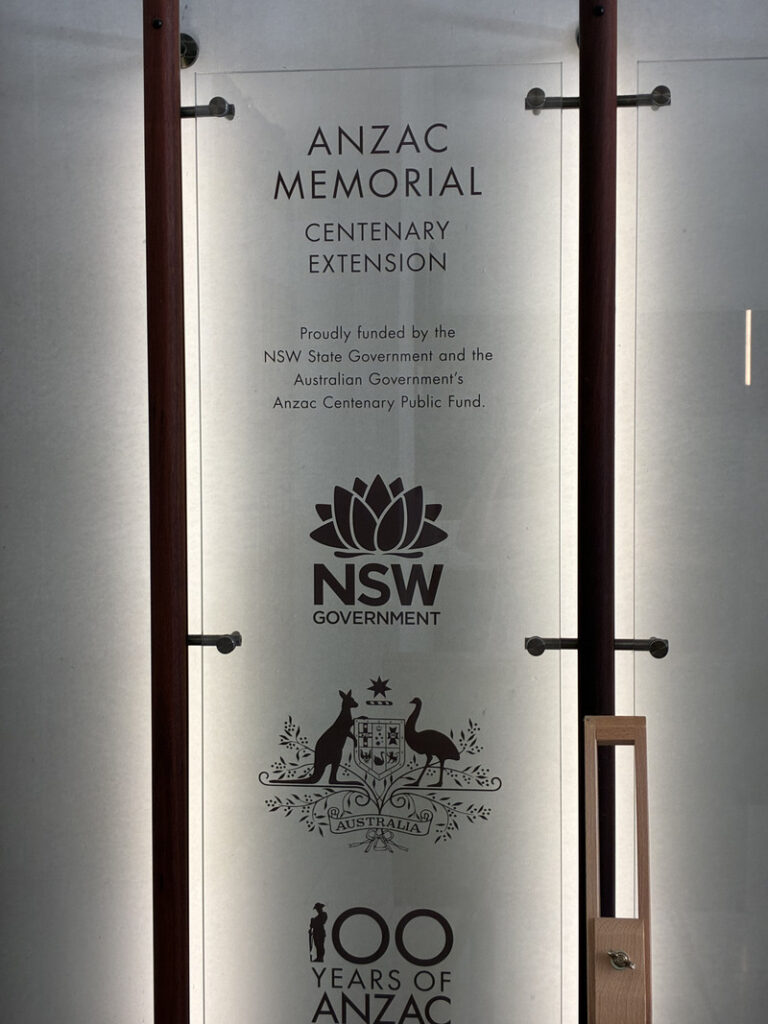 ANZAC
MEMORIAL
CENTENARY
EXTENSION
Proudly funded by the
NSW State Government and the
Australian Government's
Anzac Centenary Public Fund.
NSW
GOVERNMENT
AUSTRALIA
100
YEARS OF
ANZAC